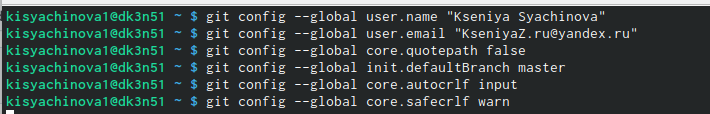 kisyachinova1@dk3n51 ~ $ git config --global user.name "Kseniya Syachinova"
kisyachinova1@dk3n51 ~ $ git config --global user.email "KseniyaZ.ru@yandex.ru"
kisyachinova1@dk3n51 ~ $ git config --global core.quotepath false
kisyachinova1@dk3n51 ~ $ git config --global init.defaultBranch master
kisyachinova1@dk3n51 ~ $ git config --global core.autocrlf input
kisyachinova1@dk3n51 ~ $ git config --global core.safecrlf warn